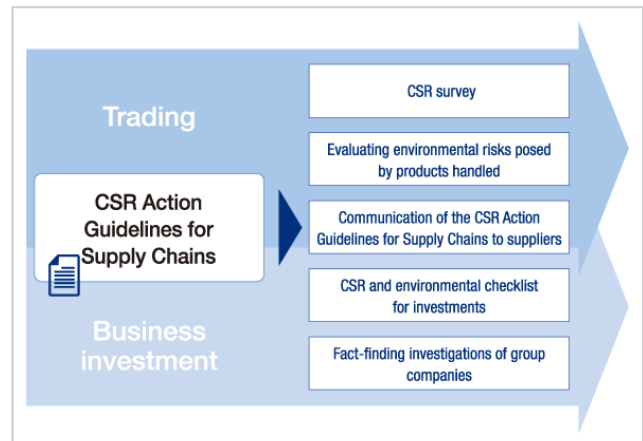 Trading
CSR Action
Guidelines for
Supply Chains
Business
investment
CSR survey
Evaluating environmental risks posed
by products handled
Communication of the CSR Action
Guidelines for Supply Chains to suppliers
CSR and environmental checklist
for investments
Fact-finding investigations of group
companies